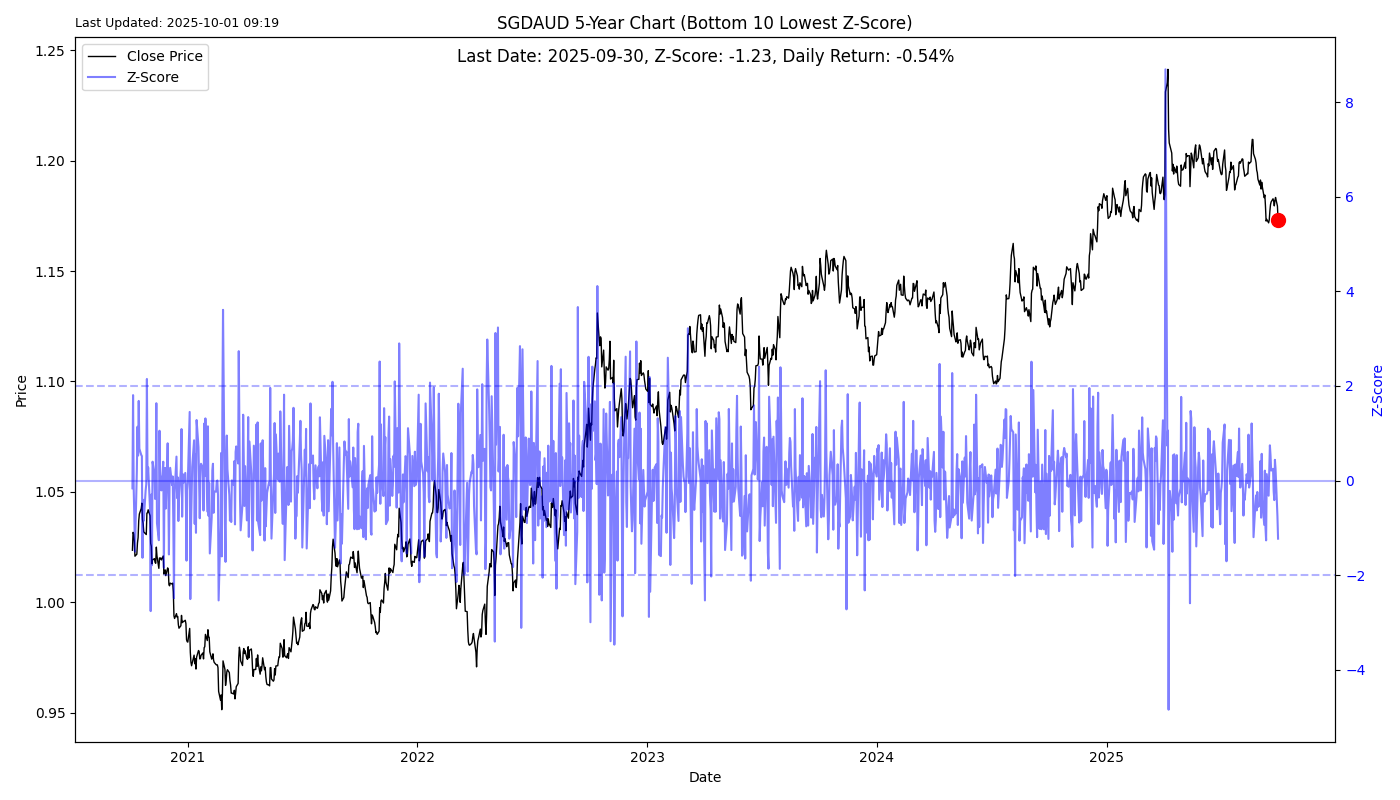 Last Updated: 2025-10-01 09:19
SGDAUD 5-Year Chart (Bottom 10 Lowest Z-Score)
Last Date: 2025-09-30, Z-Score: -1.23, Daily Return: -0.54%
Close Price
Z-Score
1.25
1.20
1.15
1.10
1.05
1.00
0.95
Price
8
6
4
2
0
−2
−4
Z-Score
2021
2022
2023
2024
2025
Date